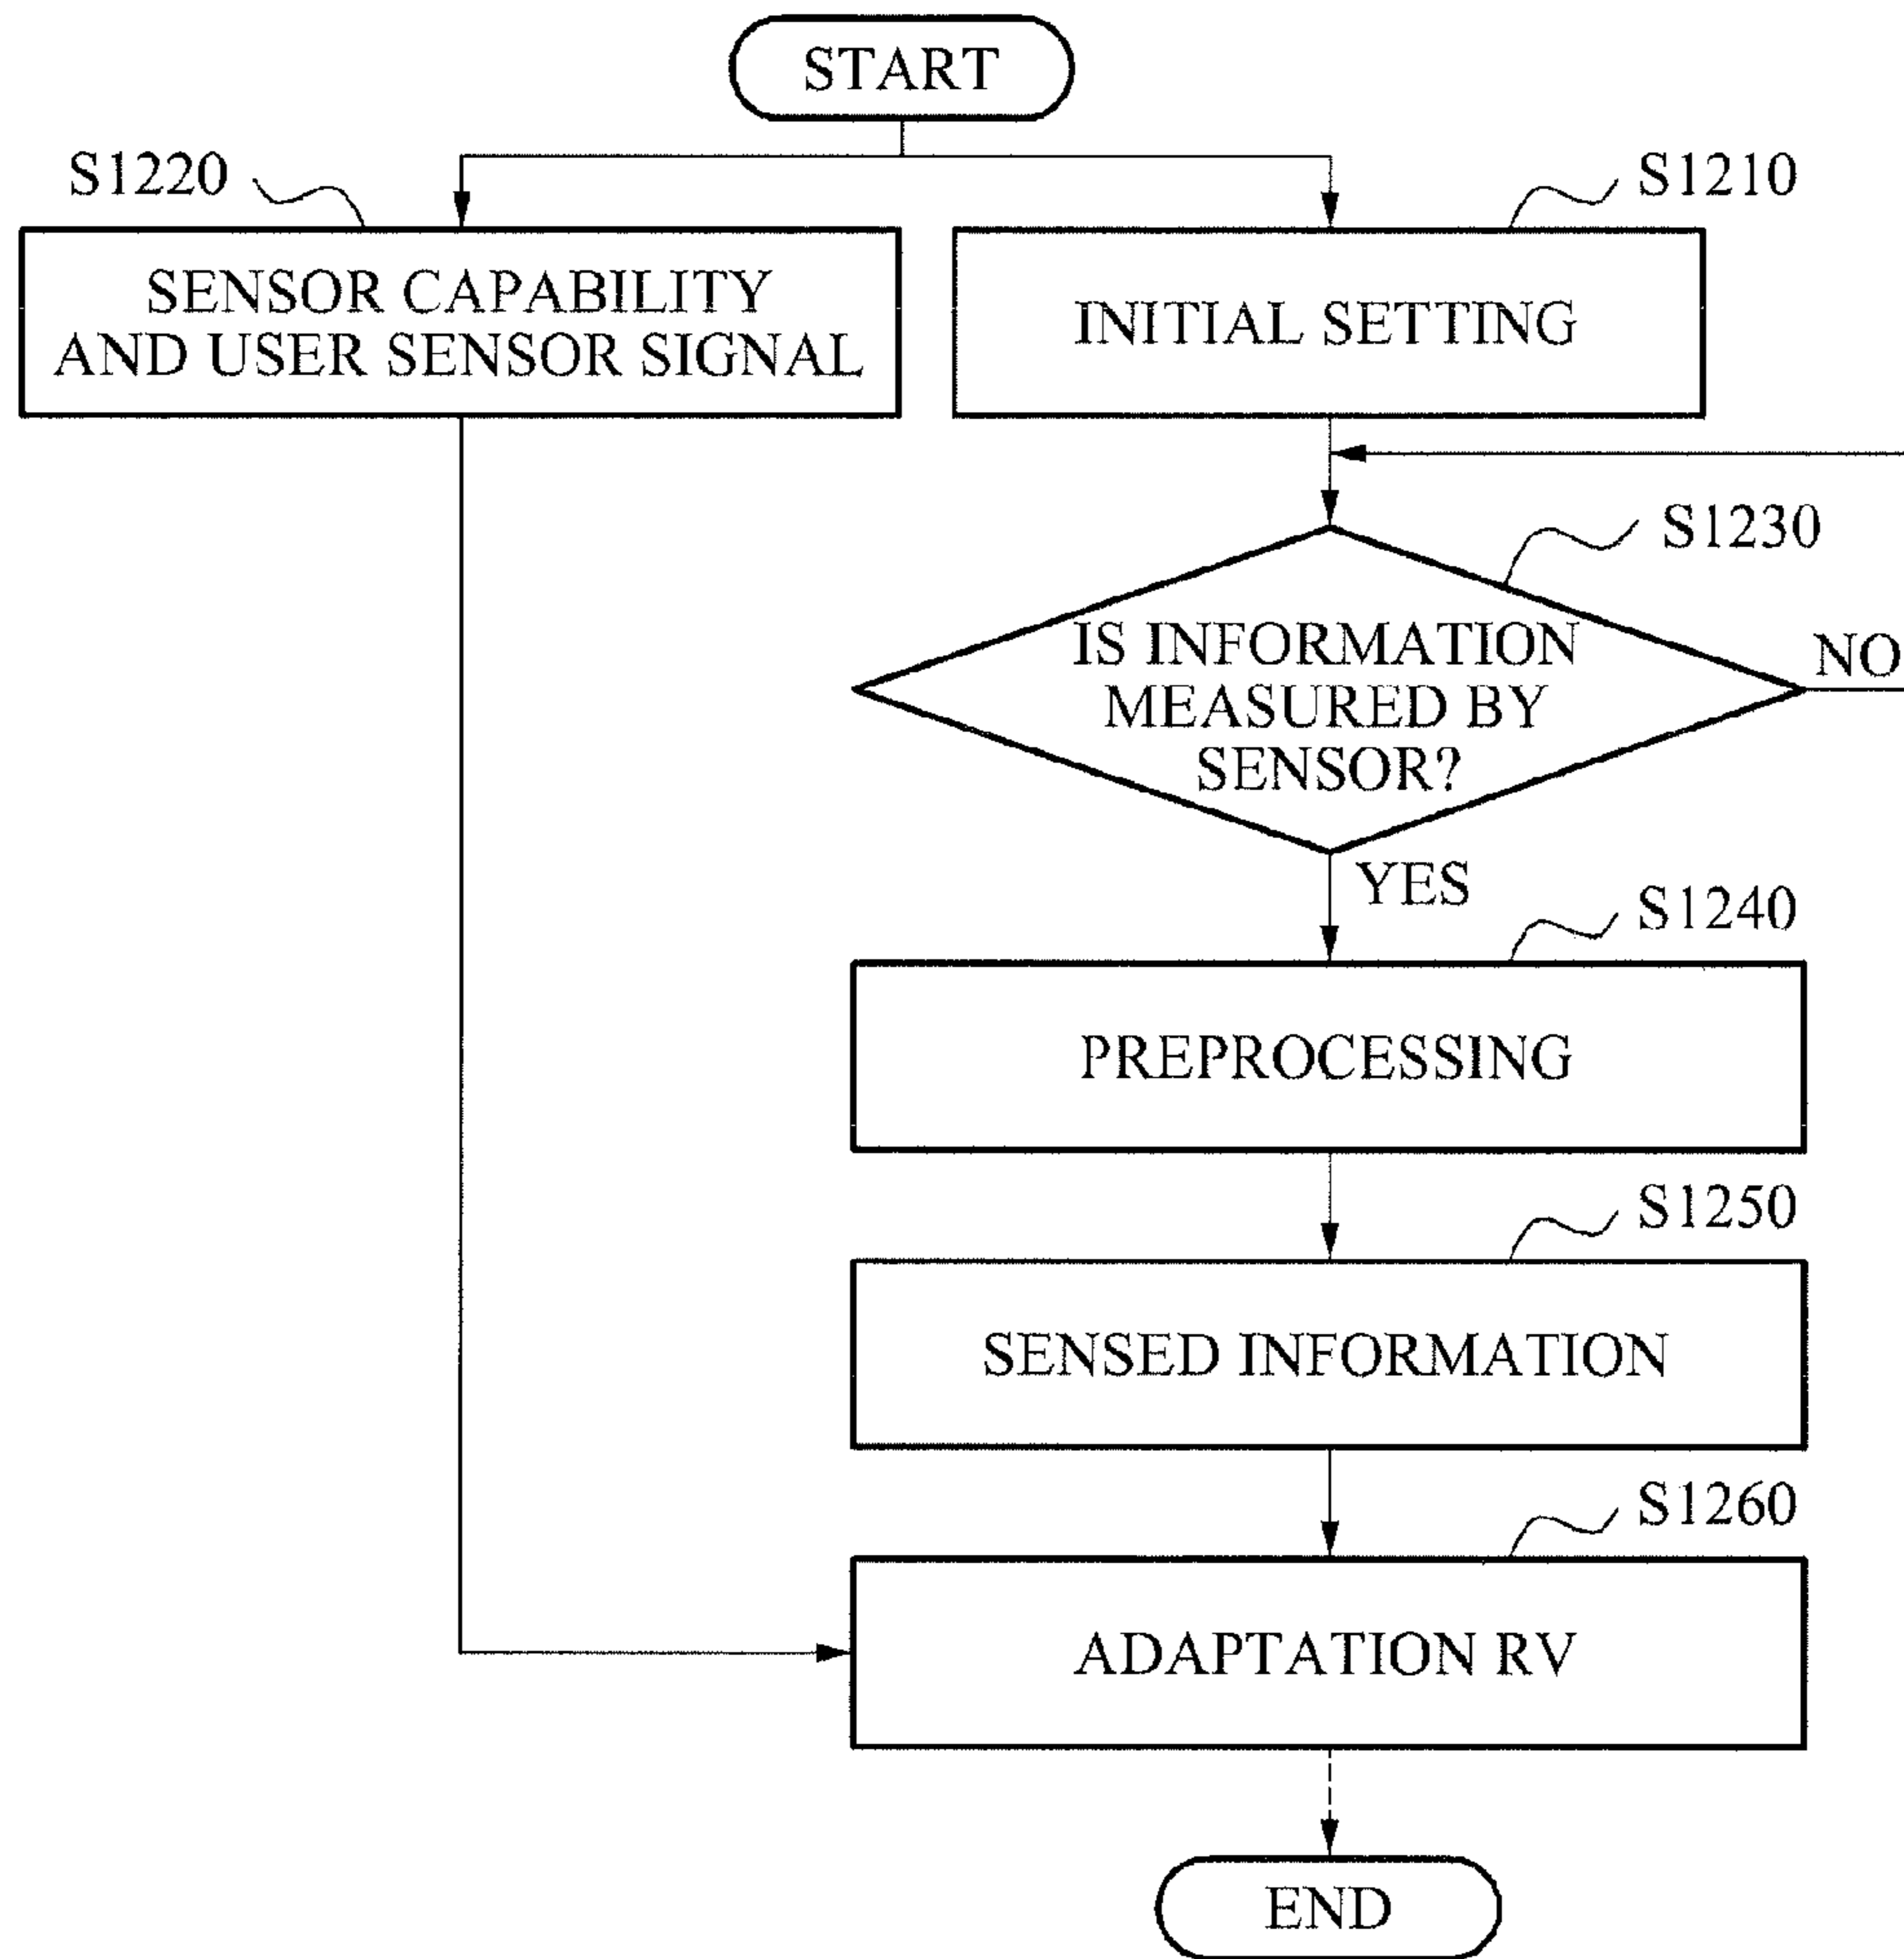 START
S1220
S1210
SENSOR CAPABILITY
AND USER SENSOR SIGNAL
INITIAL SETTING
S1230
IS INFORMATION
MEASURED BY
SENSOR?
NO
YES
S1240
PREPROCESSING
S1250
SENSED INFORMATION
S1260
ADAPTATION RV
END